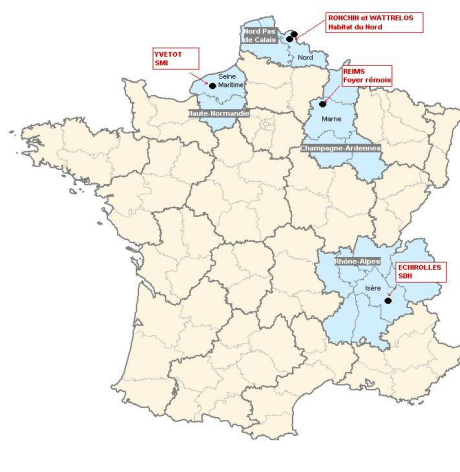 RONCHIN et WATTRELOS
Habitat du Nord
Nord Pas
de Calais
Nord
YVETOT
SMI
Seine
Maritime
Haute-Normandie
REIMS
Foyer rémois
Marne
Champagne-Ardennes
Rhône-Alpes
Isère
ECHIROLLES
SDH